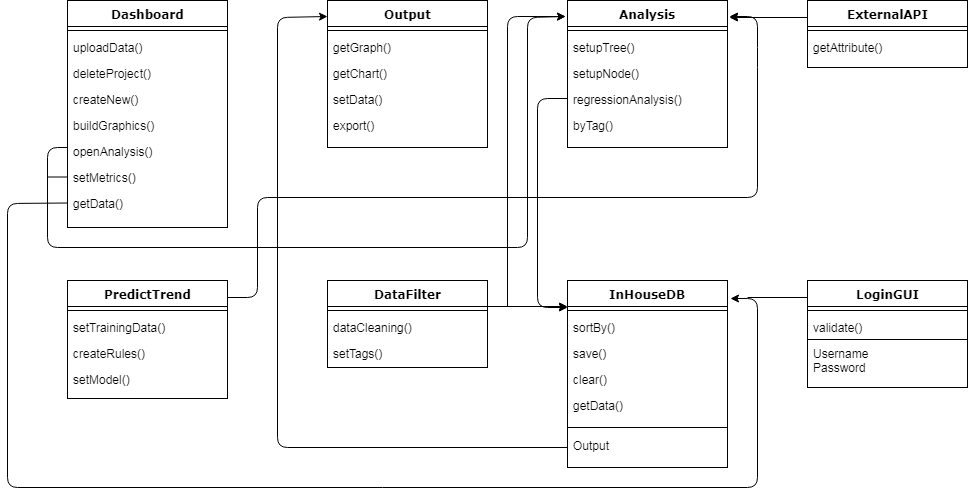 Dashboard
uploadData()
deleteProject()
createNew()
buildGraphics()
openAnalysis()
setMetrics()
getData()
Output
getGraph()
getChart()
setData()
export()
Analysis
setupTree()
setupNode()
regressionAnalysis()
byTag()
ExternalAPI
getAttribute()
PredictTrend
setTrainingData()
createRules()
setModel()
DataFilter
dataCleaning()
setTags()
InHouseDB
sortBy()
save()
clear()
getData()
Output
LoginGUI
validate()
Username
Password